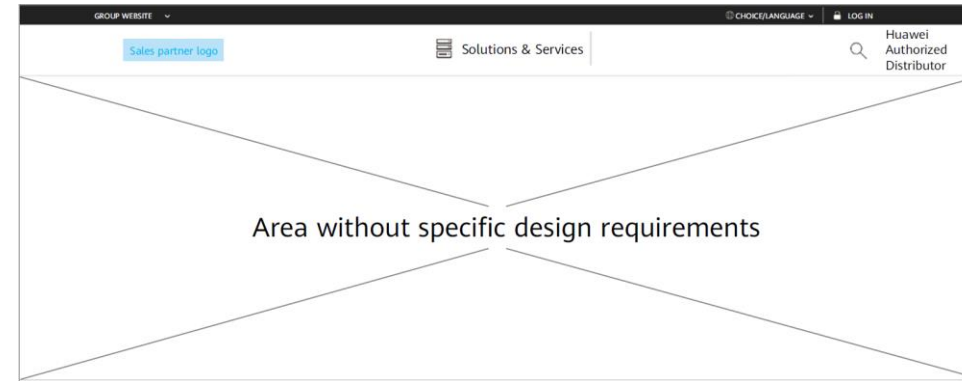 GROUP WEBSITE
CHOICE/LANGUAGE
LOG IN
Sales partner logo
Solutions & Services
Huawei
Authorized
Distributor
Area without specific design requirements